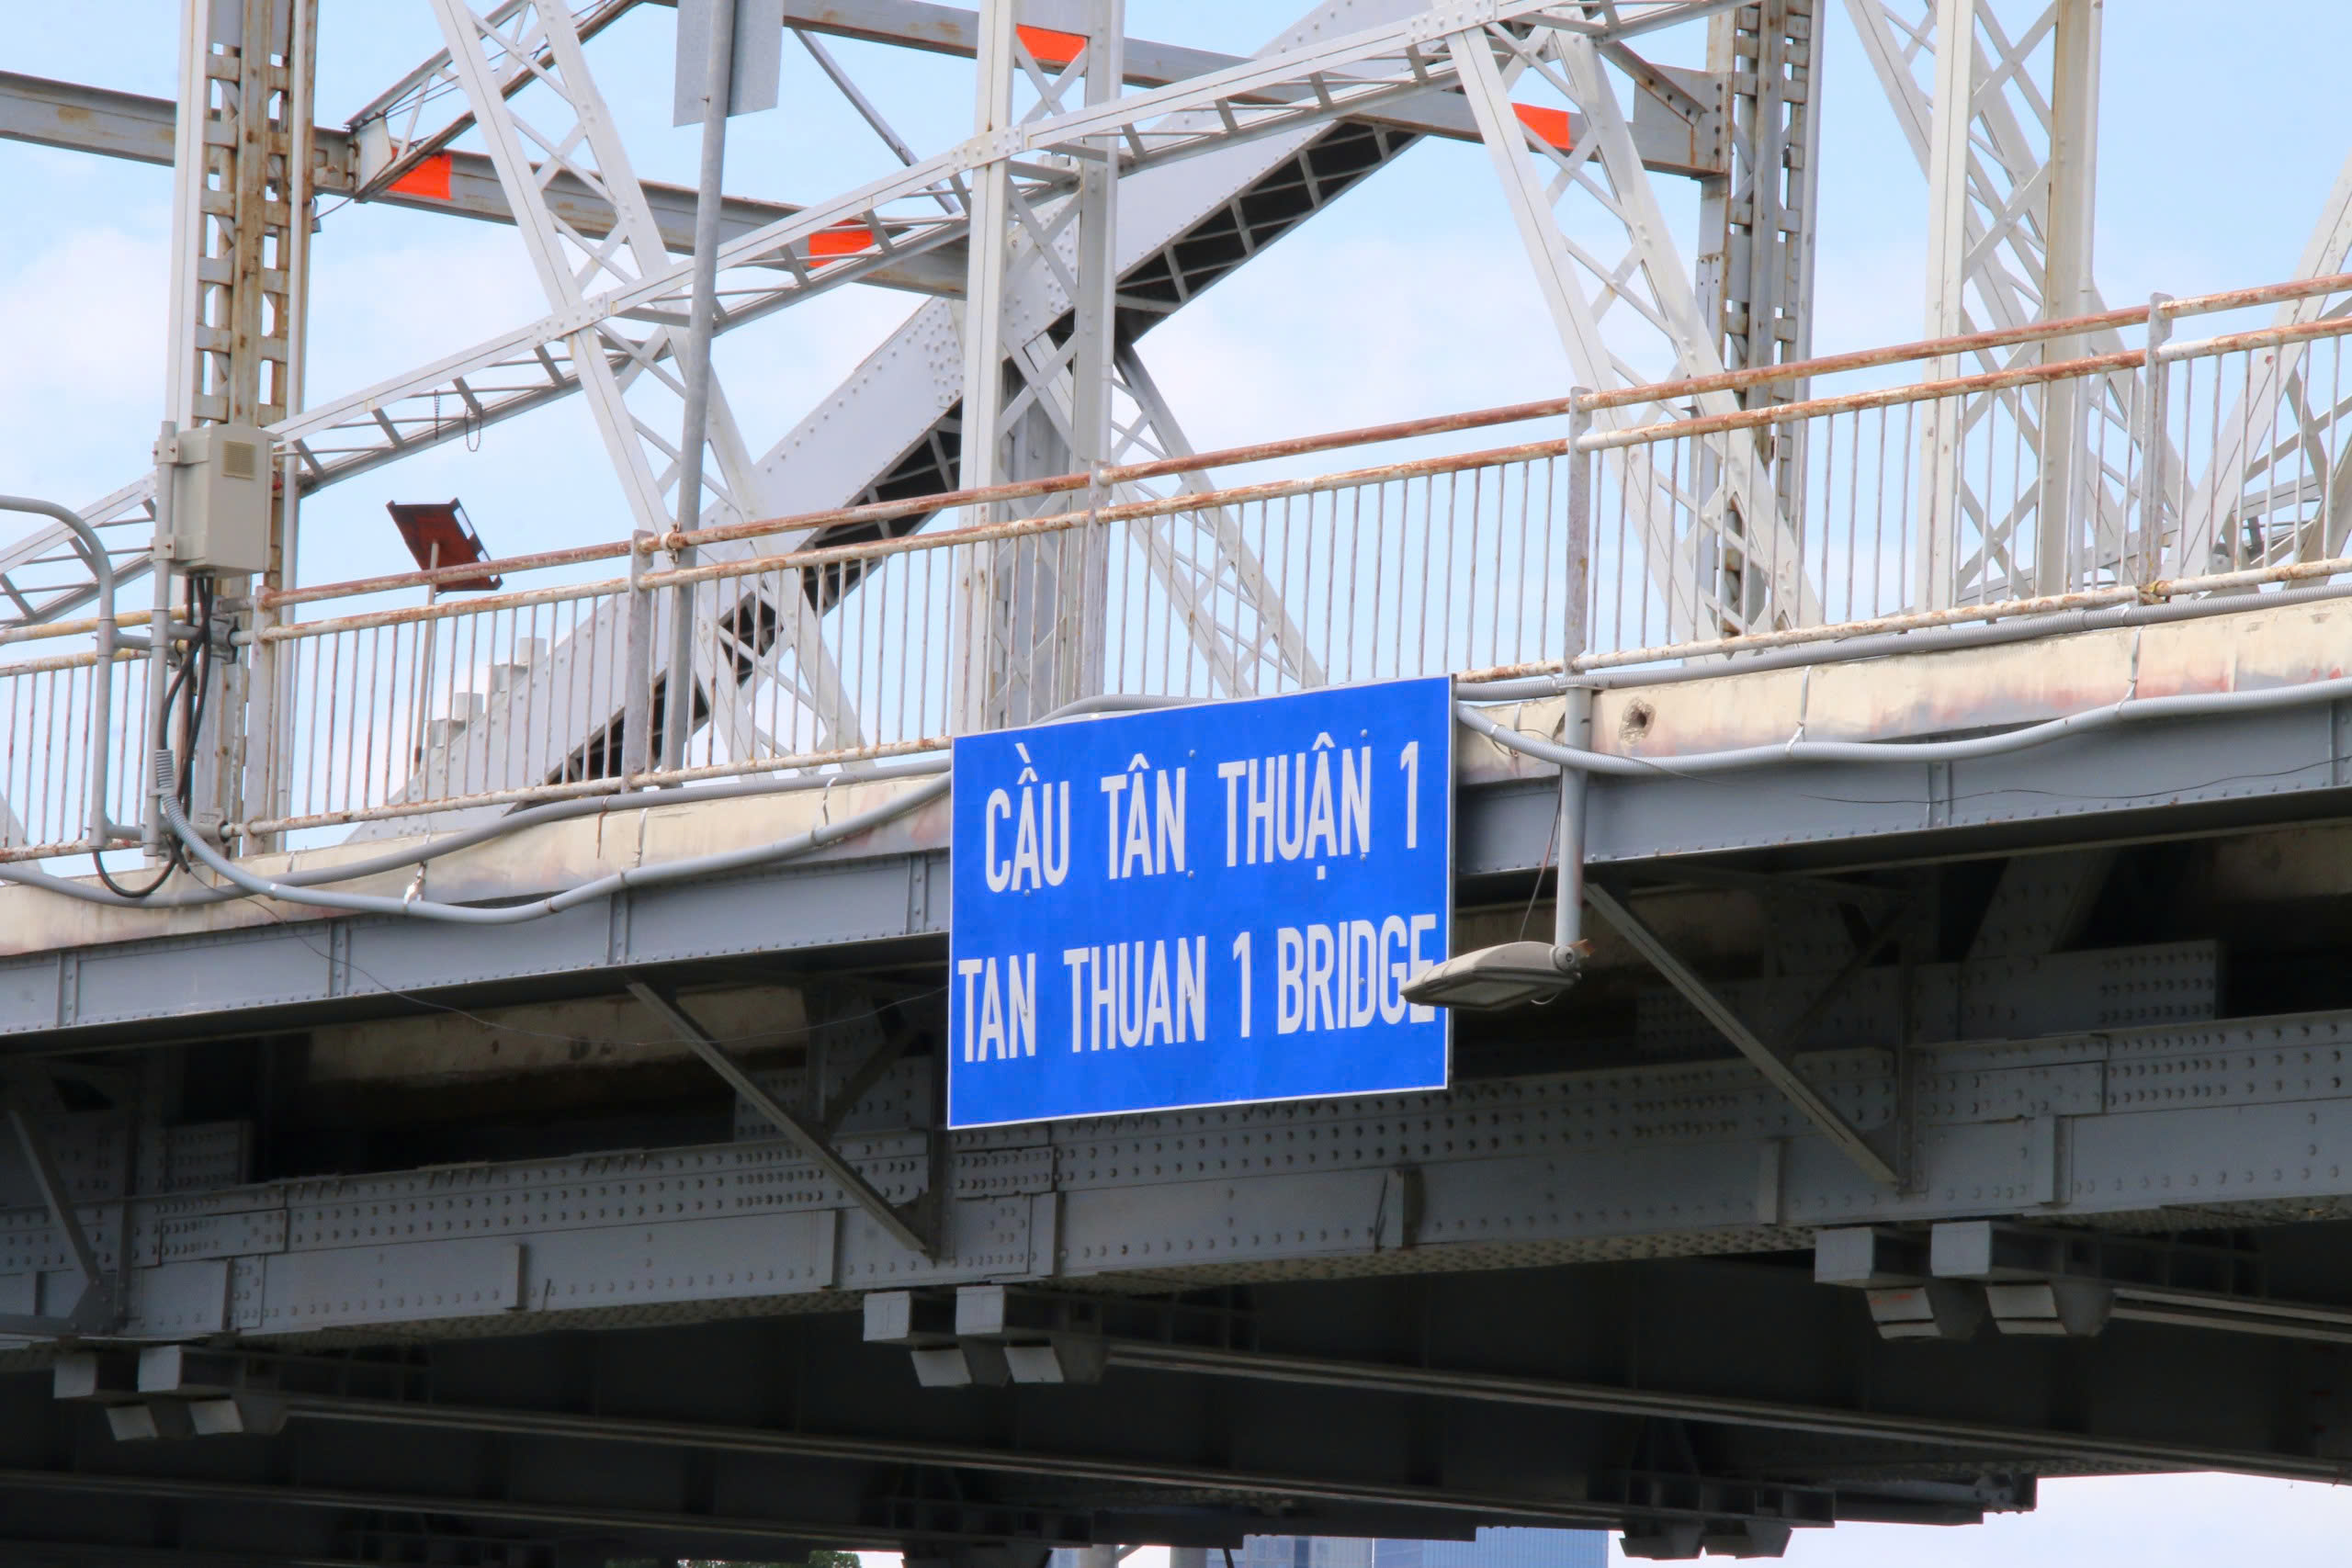 CẦU TÂN THUẬN 1
TAN THUAN 1 BRIDGE